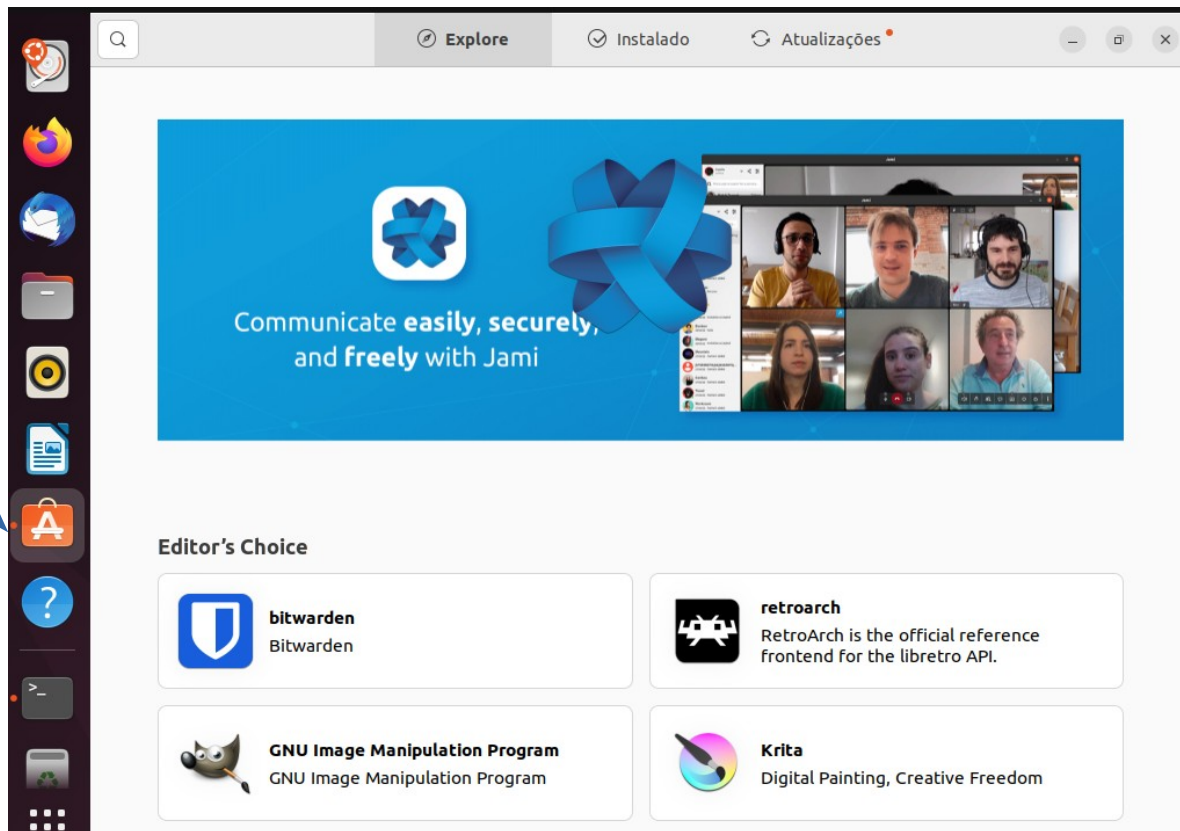 Explore
Instalado
Atualizações
Communicate easily, securely,
and freely with Jami
Jami
Jami
Editor's Choice
bitwarden
Bitwarden
retroarch
RetroArch is the official reference
frontend for the libretro API.
GNU Image Manipulation Program
GNU Image Manipulation Program
Krita
Digital Painting, Creative Freedom